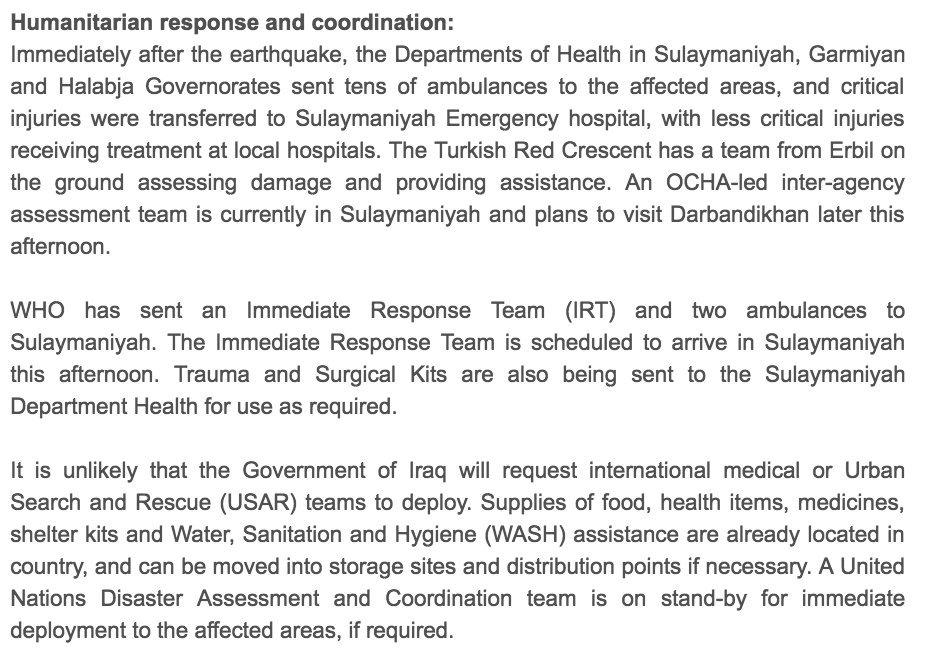 Humanitarian response and coordination:
Immediately after the earthquake, the Departments of Health in Sulaymaniyah, Garmiyan
and Halabja Governorates sent tens of ambulances to the affected areas, and critical
injuries were transferred to Sulaymaniyah Emergency hospital, with less critical injuries
receiving treatment at local hospitals. The Turkish Red Crescent has a team from Erbil on
the ground assessing damage and providing assistance. An OCHA-led inter-agency
assessment team is currently in Sulaymaniyah and plans to visit Darbandikhan later this
afternoon.
WHO has sent an Immediate Response Team (IRT) and two ambulances to
Sulaymaniyah. The Immediate Response Team is scheduled to arrive in Sulaymaniyah
this afternoon. Trauma and Surgical Kits are also being sent to the Sulaymaniyah
Department Health for use as required.
It is unlikely that the Government of Iraq will request international medical or Urban
Search and Rescue (USAR) teams to deploy. Supplies of food, health items, medicines,
shelter kits and Water, Sanitation and Hygiene (WASH) assistance are already located in
country, and can be moved into storage sites and distribution points if necessary. A United
Nations Disaster Assessment and Coordination team is on stand-by for immediate
deployment to the affected areas, if required.